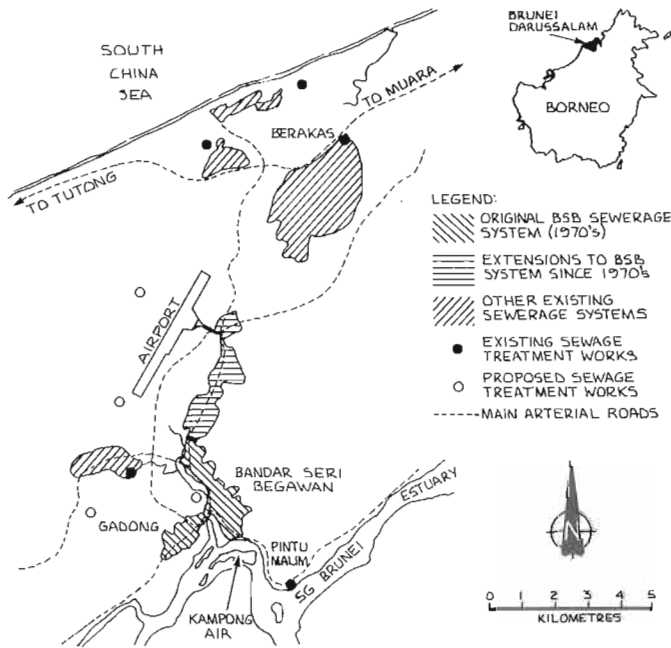 SOUTH
CHINA
SEA
BRUNEI
DARUSSALAM
BORNEO
TO MUARA
BERAKAS
TO TUTONG
LEGEND:
ORIGINAL BSB SEWERAGE
SYSTEM (1970's)
EXTENSIONS TO BSB
SYSTEM SINCE 1970's
OTHER EXISTING
SEWERAGE SYSTEMS
EXISTING SEWAGE
TREATMENT WORKS
PROPOSED SEWAGE
TREATMENT WORKS
MAIN ARTERIAL ROADS
AIRPORT
BANDAR SERI
BEGAWAN
GADONG
ESTUARY
PINTU
MALIM
SG BRUNEI
KAMPONG
AIR
N
0 1 2 3 4 5
KILOMETRES